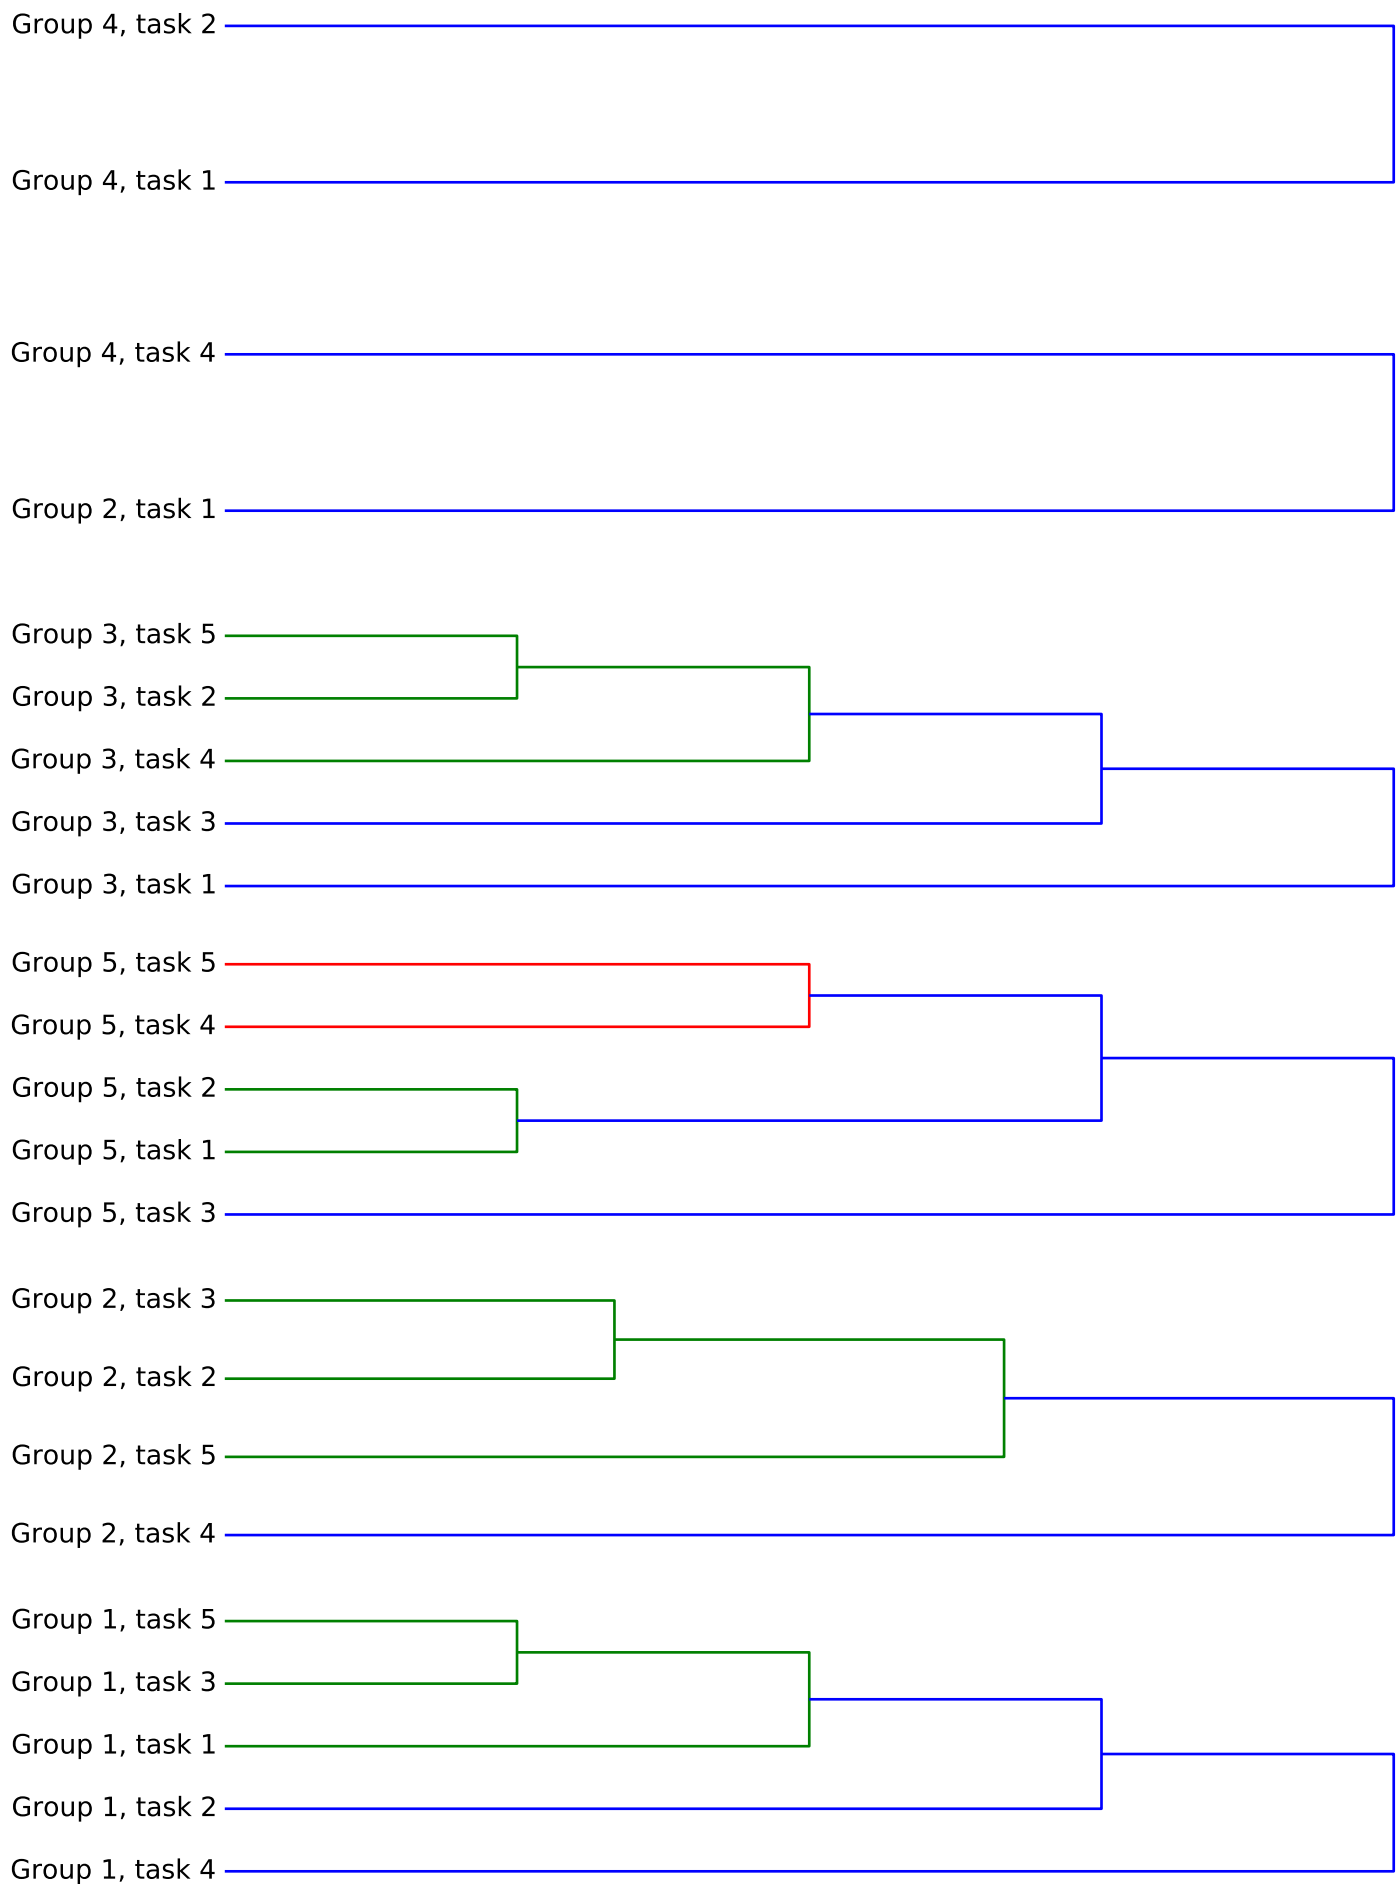 Group 4, task 2
Group 4, task 1
Group 4, task 4
Group 2, task 1
Group 3, task 5
Group 3, task 2
Group 3, task 4
Group 3, task 3
Group 3, task 1
Group 5, task 5
Group 5, task 4
Group 5, task 2
Group 5, task 1
Group 5, task 3
Group 2, task 3
Group 2, task 2
Group 2, task 5
Group 2, task 4
Group 1, task 5
Group 1, task 3
Group 1, task 1
Group 1, task 2
Group 1, task 4